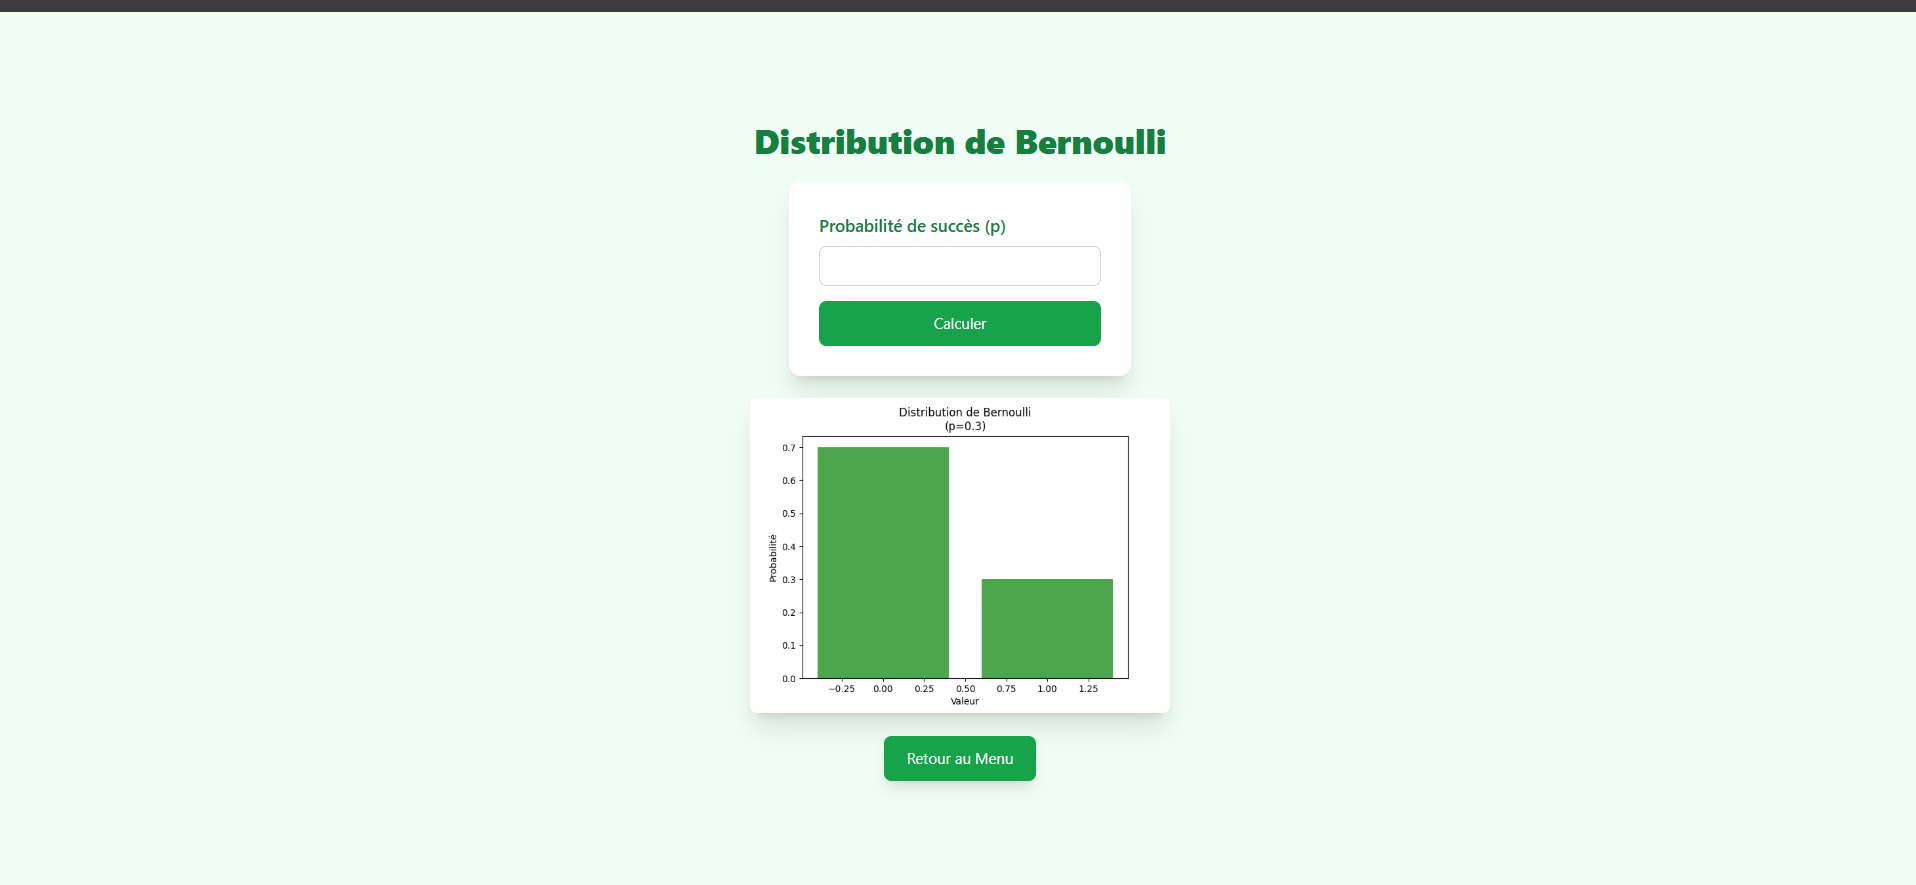 Distribution de Bernoulli
Probabilité de succès (p)
Calculer
Distribution de Bernoulli
(p=0.3)
0.7
0.6
0.5
0.4
0.3
0.2
0.1
0.0
Probabilité
−0.25 0.00 0.25 0.50 0.75 1.00 1.25
Valeur
Retour au Menu